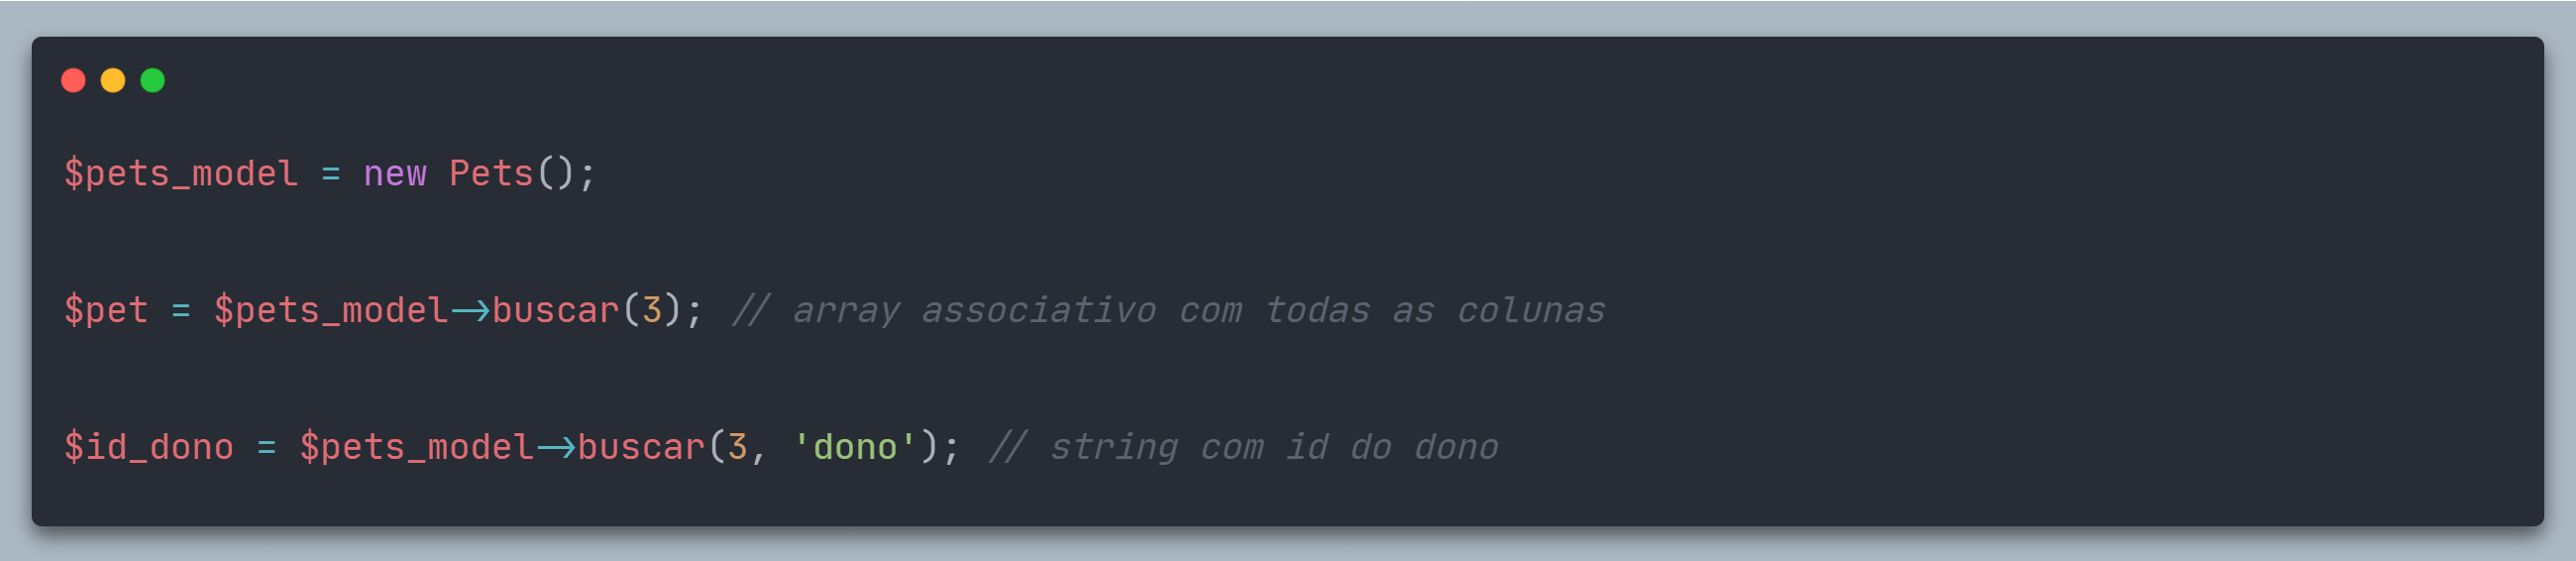 $pets_model = new Pets();
$pet = $pets_model->buscar(3); // array associativo com todas as colunas
$id_dono = $pets_model->buscar(3, 'dono'); // string com id do dono